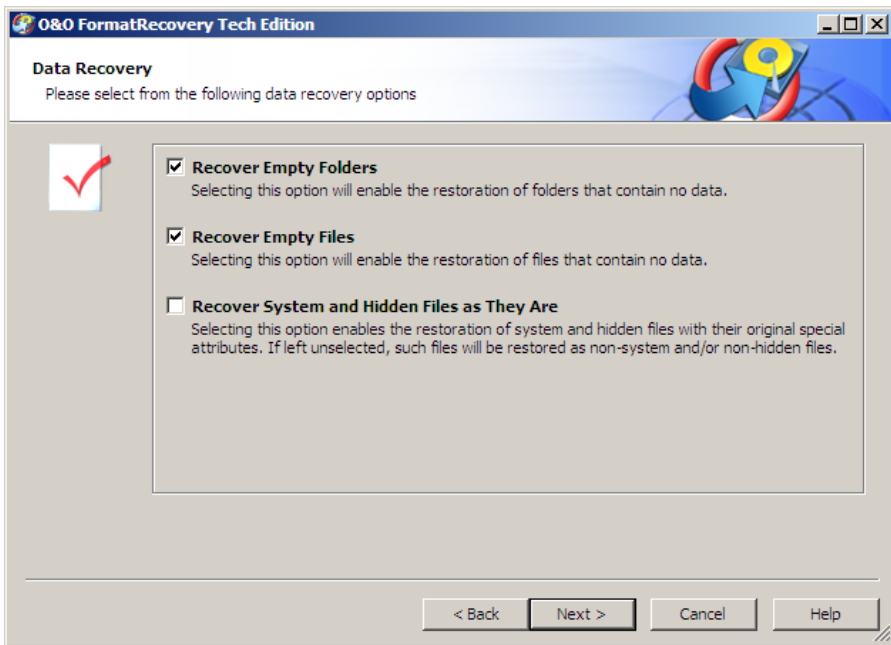 O&O FormatRecovery Tech Edition
Data Recovery
Please select from the following data recovery options
Recover Empty Folders
Selecting this option will enable the restoration of folders that contain no data.
Recover Empty Files
Selecting this option will enable the restoration of files that contain no data.
Recover System and Hidden Files as They Are
Selecting this option enables the restoration of system and hidden files with their original special
attributes. If left unselected, such files will be restored as non-system and/or non-hidden files.
< Back Next > Cancel Help